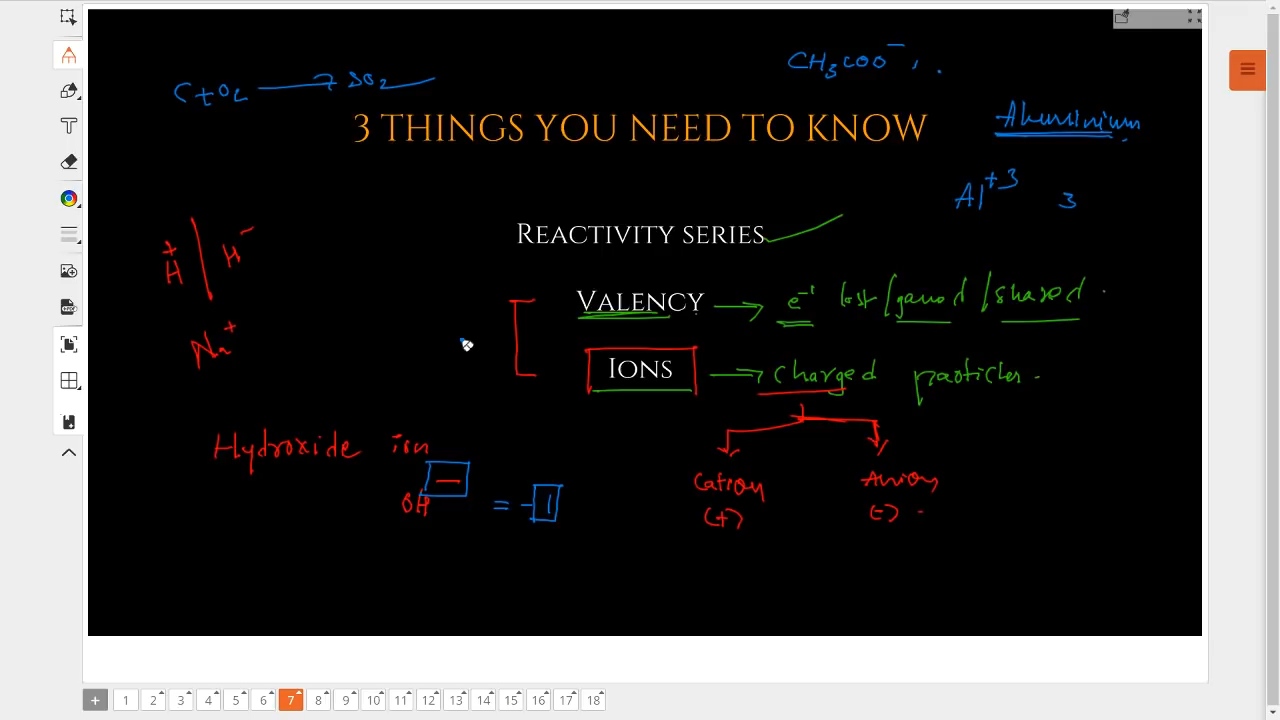 CH3COO⁻, .
C+O2 → SO2
3 THINGS YOU NEED TO KNOW
Aluminium
Al⁺³ 3
REACTIVITY SERIES
H⁺ | H⁻
VALENCY → e⁻ lost/gained/shared.
Na⁺
IONS → charged particles.
Hydroxide ion
Cation Anion
OH⁻ = -1
(+) (-)
+ 1 2 3 4 5 6 7 8 9 10 11 12 13 14 15 16 17 18